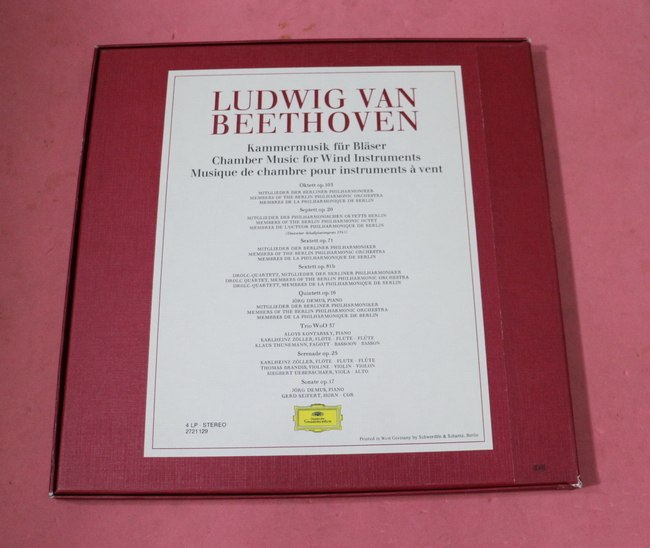 LUDWIG VAN
BEETHOVEN
Kammermusik für Bläser
Chamber Music for Wind Instruments
Musique de chambre pour instruments à vent
Oktett op. 103
MITGLIEDER DER BERLINER PHILHARMONIKER
MEMBERS OF THE BERLIN PHILHARMONIC ORCHESTRA
MEMBRES DE LA PHILHARMONIQUE DE BERLIN
Septett op. 20
MITGLIEDER DES PHILHARMONISCHEN OKTETTS BERLIN
MEMBERS OF THE BERLIN PHILHARMONIC OCTET
MEMBRES DE L'OCTUOR PHILHARMONIQUE DE BERLIN
(Deutscher Schallplattenpreis
Sextett op. 71
MITGLIEDER DER BERLINER PHILHARMONIKER
MEMBERS OF THE BERLIN PHILHARMONIC ORCHESTRA
MEMBRES DE LA PHILHARMONIQUE DE BERLIN
Sextett op. 81b
DROLC-QUARTETT, MITGLIEDER DER BERLINER PHILHARMONIKER
DROLC QUARTET, MEMBERS OF THE BERLIN PHILHARMONIC ORCHESTRA
DROLC-QUARTETT, MEMBRES DE LA PHILHARMONIQUE DE BERLIN
Quintett op. 16
JÖRG DEMUS, PIANO
MITGLIEDER DER BERLINER PHILHARMONIKER
MEMBERS OF THE BERLIN PHILHARMONIC ORCHESTRA
MEMBRES DE LA PHILHARMONIQUE DE BERLIN
Trio WoO 37
ALOYS KONTARSKY, PIANO
KARLHEINZ ZÖLLER, FLÖTE · FLUTE · FLÛTE
KLAUS THUNEMANN, FAGOTT · BASSOON · BASSON
Serenade op. 25
KARLHEINZ ZÖLLER, FLÖTE · FLUTE · FLÛTE
THOMAS BRANDIS, VIOLINE · VIOLIN · VIOLON
SIEGBERT UEBERSCHAER, VIOLA · ALTO
Sonate op. 17
JÖRG DEMUS, PIANO
GERD SEIFERT, HORN · COR
Deutsche
Grammophon
4 LP · STEREO
2721 129
Printed in West Germany by Schwerdtle & Schantz, Berlin